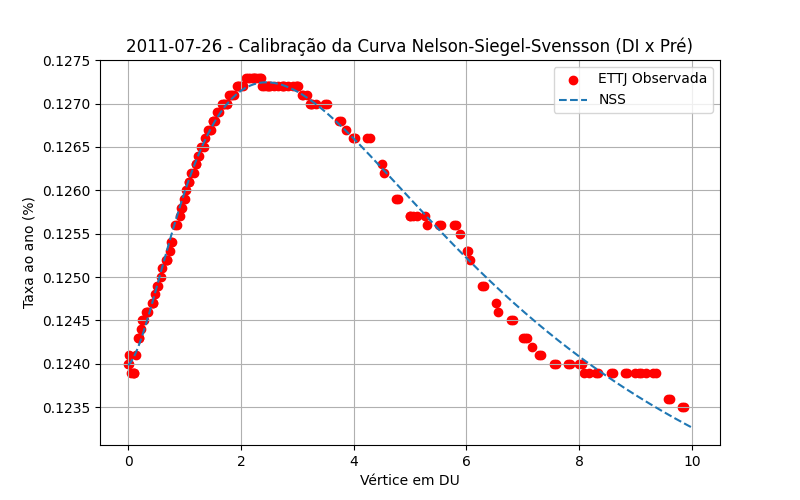 2011-07-26 - Calibração da Curva Nelson-Siegel-Svensson (DI x Pré)
ETTJ Observada
NSS
Taxa ao ano (%)
0.1275
0.1270
0.1265
0.1260
0.1255
0.1250
0.1245
0.1240
0.1235
0 2 4 6 8 10
Vértice em DU